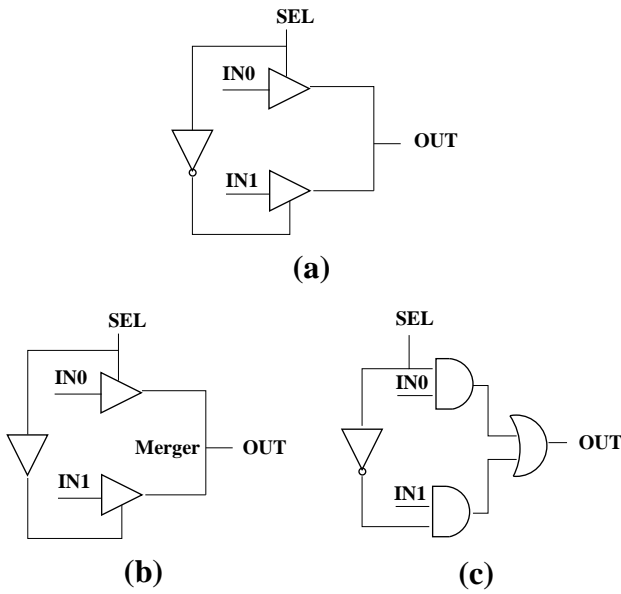 SEL
IN0
OUT
IN1
(a)
SEL
IN0
Merger
OUT
IN1
(b)
SEL
IN0
OUT
IN1
(c)